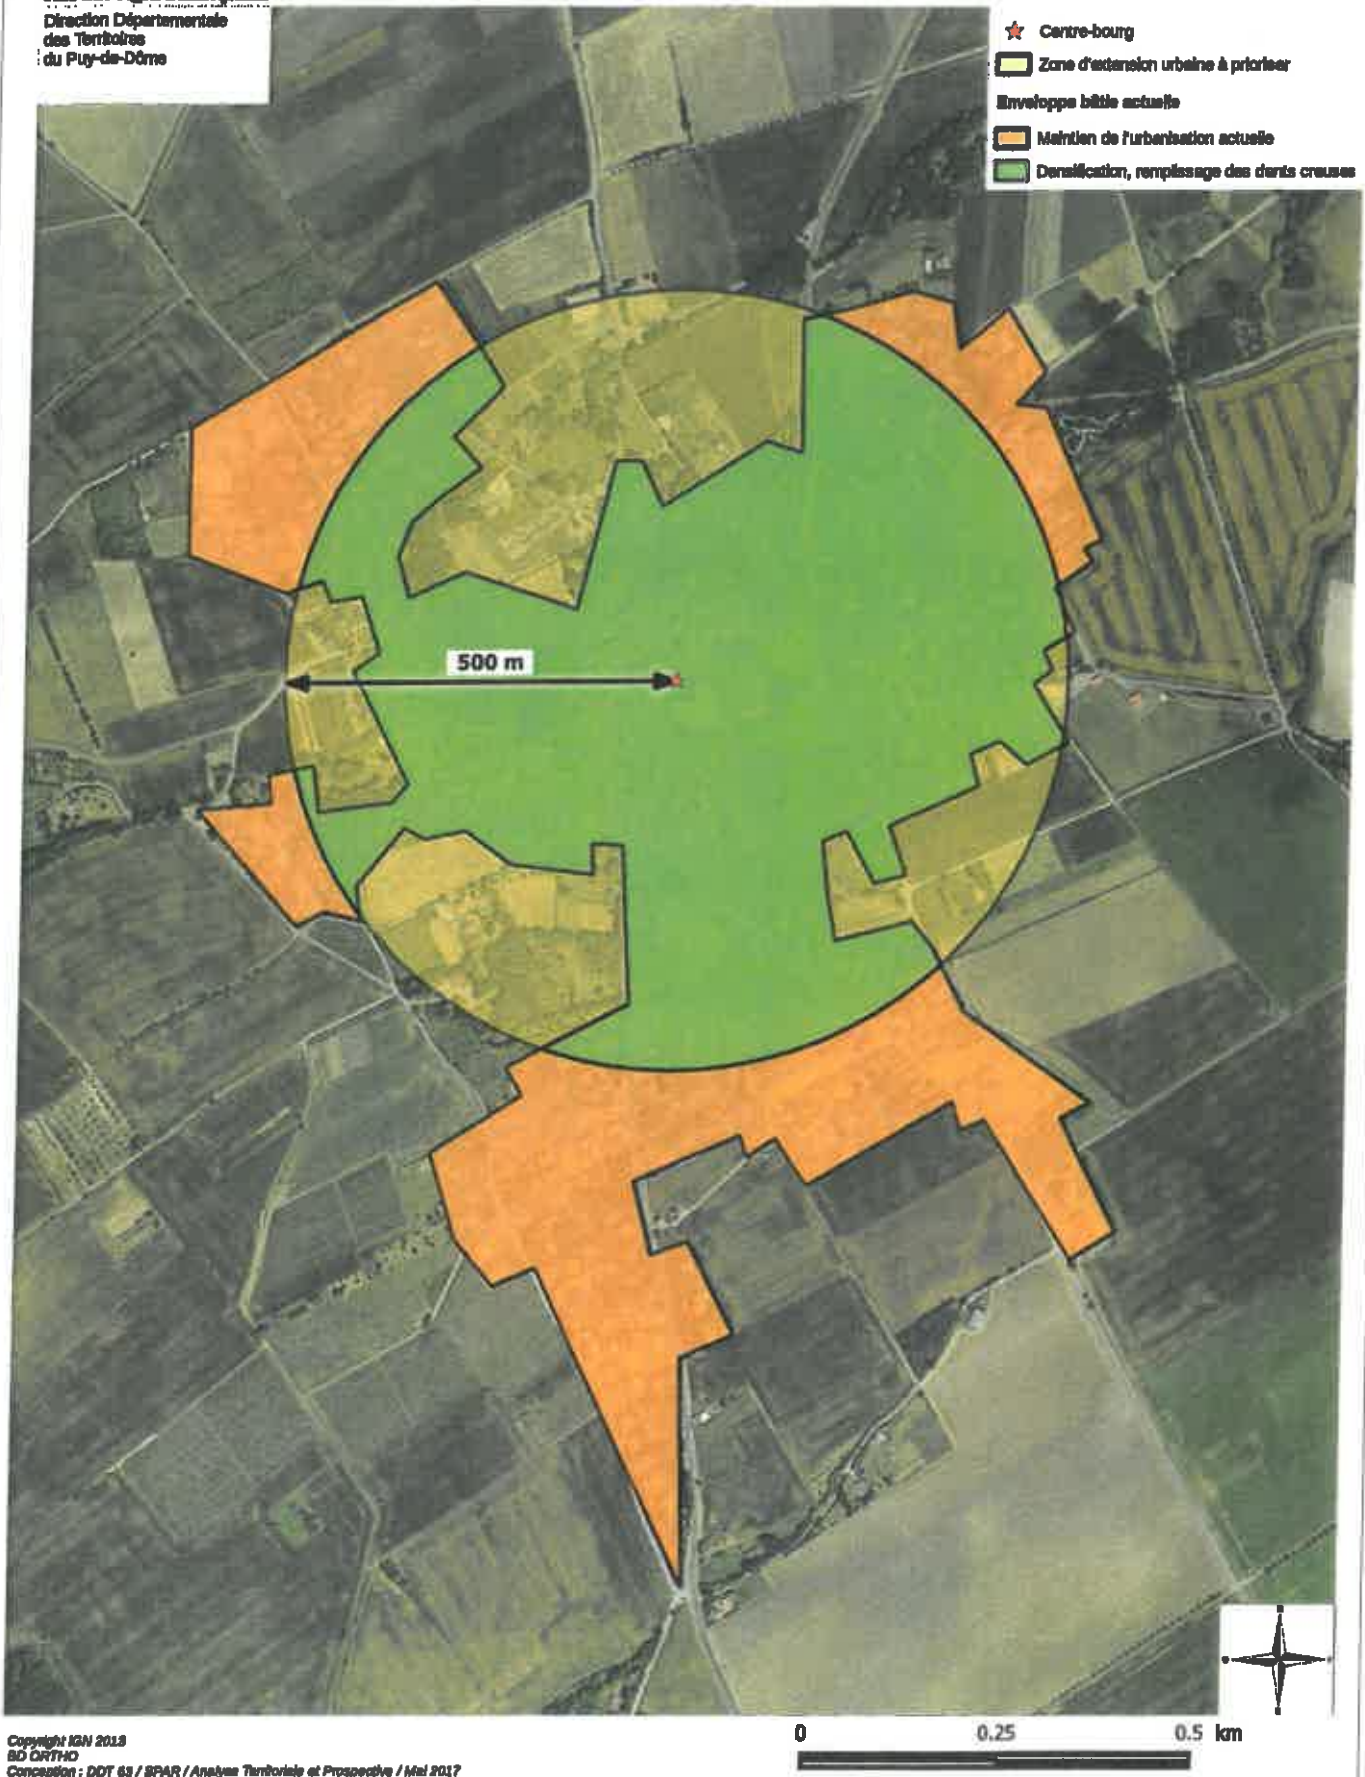 Direction Départementale
des Territoires
du Puy-de-Dôme
Centre-bourg
Zone d'extension urbaine à prioriser
Enveloppe bâtie actuelle
Maintien de l'urbanisation actuelle
Densification, remplissage des dents creuses
500 m
0 0.25 0.5 km
Copyright IGN 2013
BD ORTHO
Conception : DDT 63 / SPAR / Analyse Territoriale et Prospective / Mai 2017